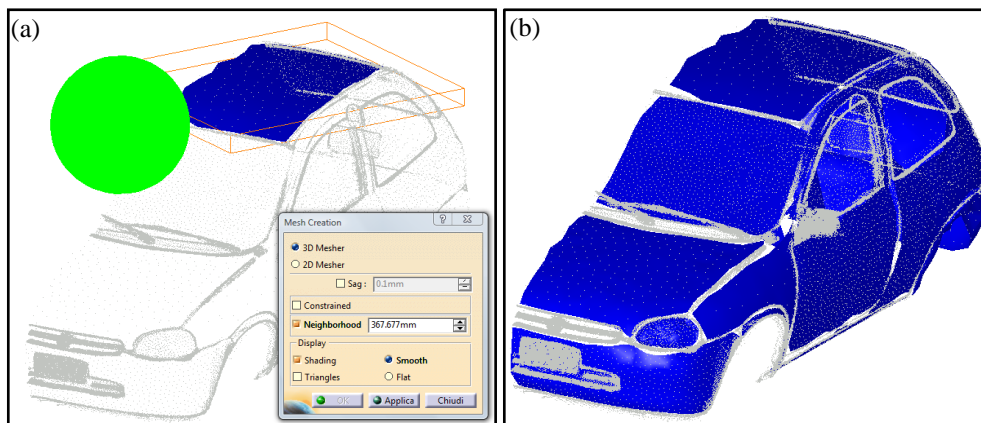 (a)
(b)
Mesh Creation
3D Mesher
2D Mesher
Sag : 0.1mm
Constrained
Neighborhood 367.677mm
Display
Shading Smooth
Triangles Flat
OK Applica Chiudi